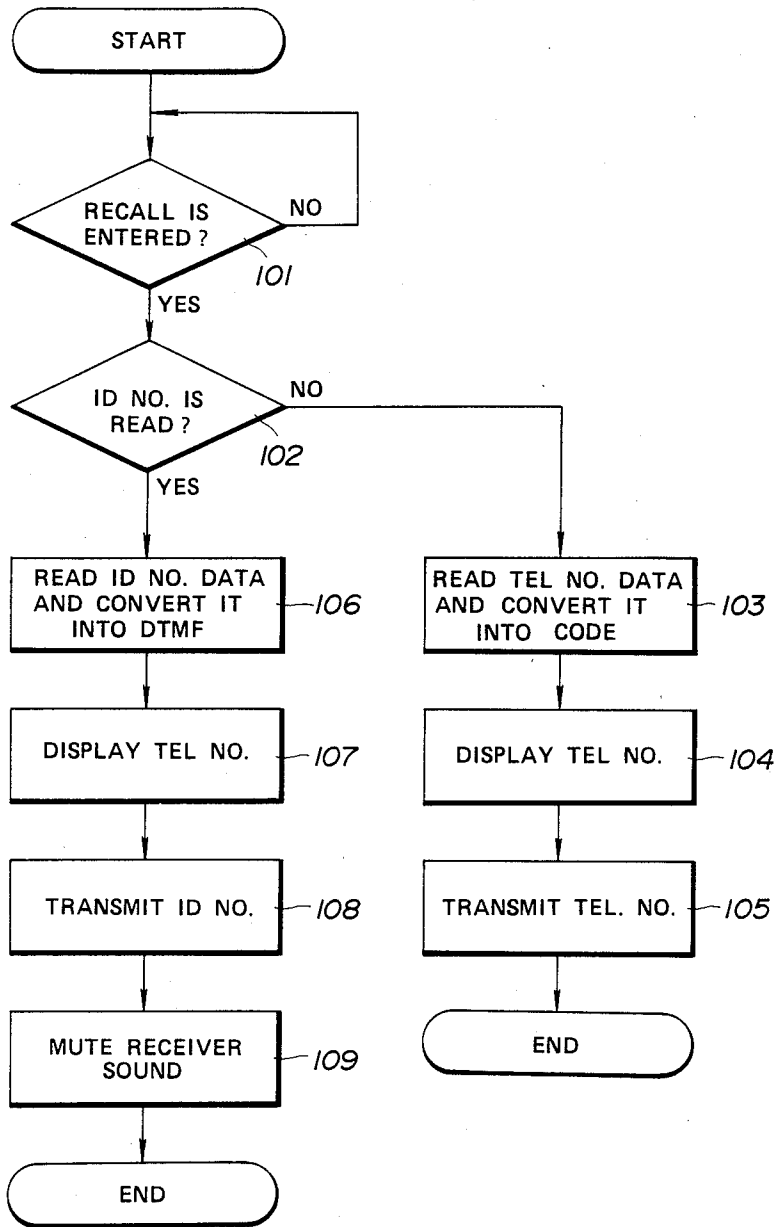 START
RECALL IS
ENTERED?
NO
101
YES
ID NO. IS
READ?
NO
102
YES
READ ID NO. DATA
AND CONVERT IT
INTO DTMF
106
READ TEL NO. DATA
AND CONVERT IT
INTO CODE
103
DISPLAY TEL NO.
107
DISPLAY TEL NO.
104
TRANSMIT ID NO.
108
TRANSMIT TEL. NO.
105
MUTE RECEIVER
SOUND
109
END
END